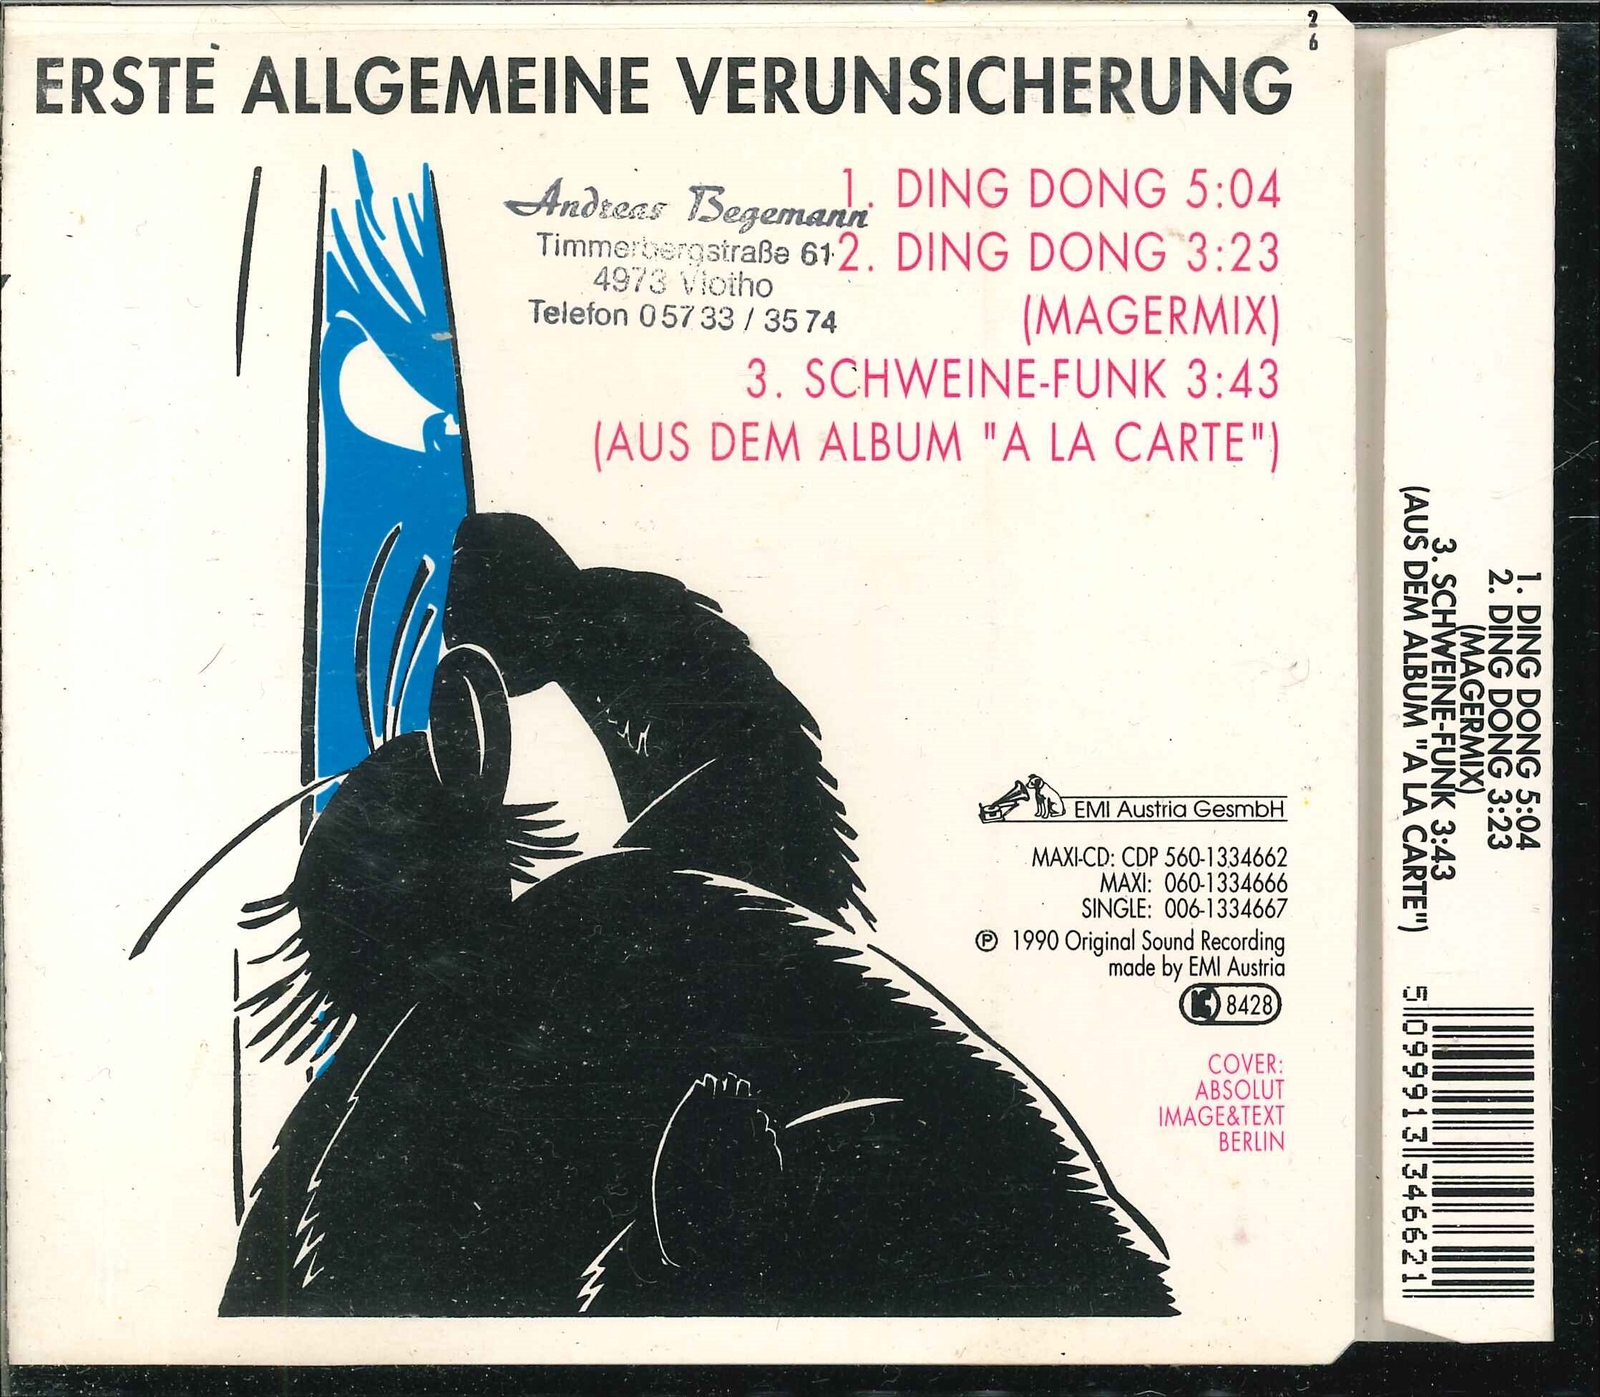 2
6
ERSTE ALLGEMEINE VERUNSICHERUNG
Andreas Begemann
Timmerbergstraße 61
4973 Vlotho
Telefon 05733 / 3574
1. DING DONG 5:04
2. DING DONG 3:23
(MAGERMIX)
3. SCHWEINE-FUNK 3:43
(AUS DEM ALBUM "A LA CARTE")
EMI Austria GesmbH
MAXI-CD: CDP 560-1334662
MAXI: 060-1334666
SINGLE: 006-1334667
Ⓟ 1990 Original Sound Recording
made by EMI Austria
8428
COVER:
ABSOLUT
IMAGE&TEXT
BERLIN
1. DING DONG 5:04
2. DING DONG 3:23
(MAGERMIX)
3. SCHWEINE-FUNK 3:43
(AUS DEM ALBUM "A LA CARTE")
5 099913 346621